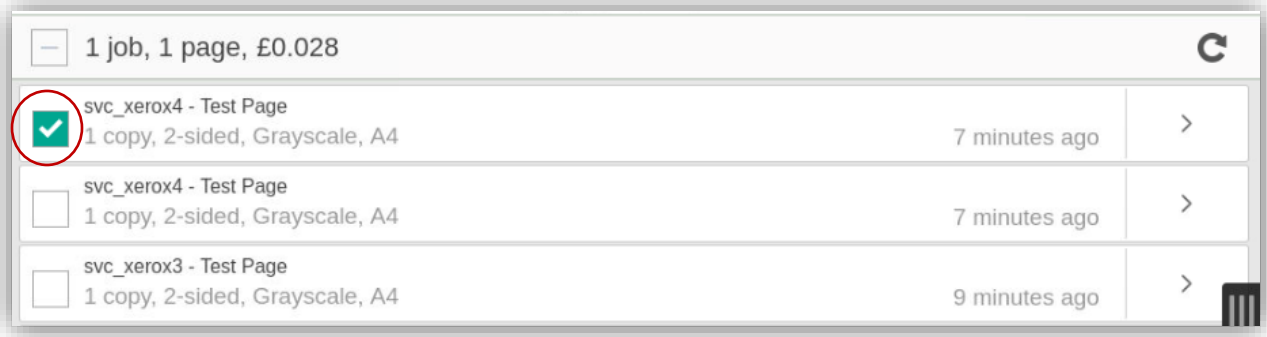 1 job, 1 page, £0.028
svc_xerox4 - Test Page
1 copy, 2-sided, Grayscale, A4
7 minutes ago
svc_xerox4 - Test Page
1 copy, 2-sided, Grayscale, A4
7 minutes ago
svc_xerox3 - Test Page
1 copy, 2-sided, Grayscale, A4
9 minutes ago